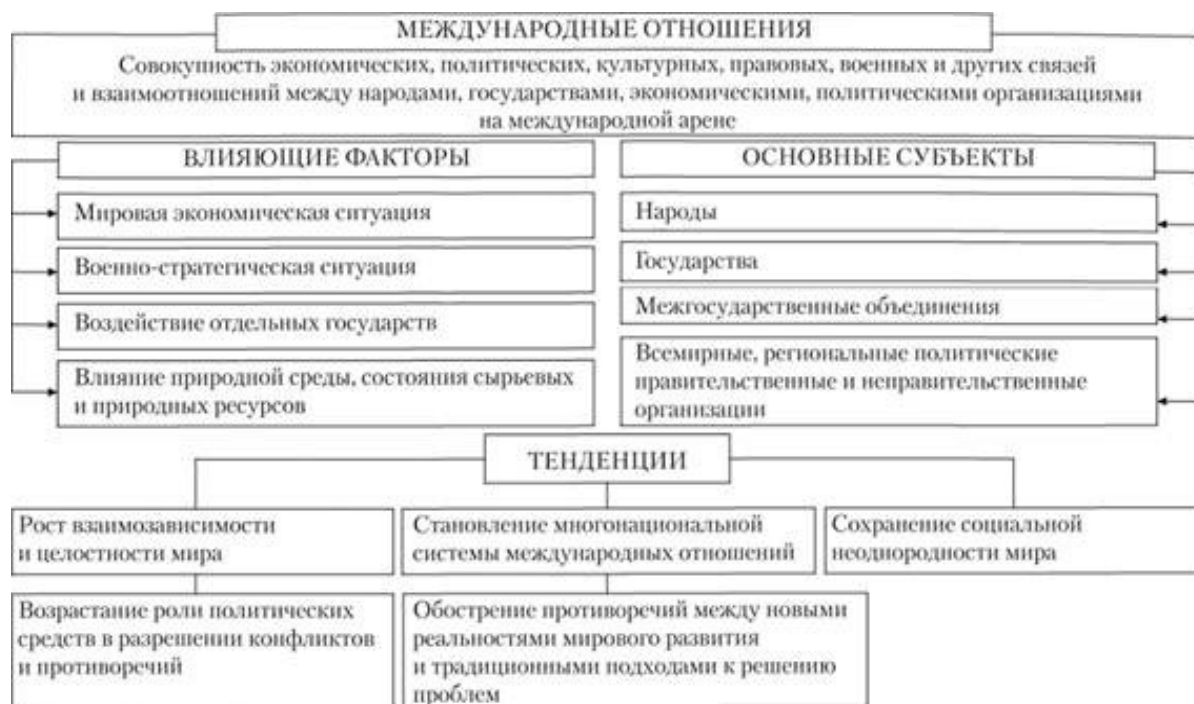 МЕЖДУНАРОДНЫЕ ОТНОШЕНИЯ
Совокупность экономических, политических, культурных, правовых, военных и других связей
и взаимоотношений между народами, государствами, экономическими, политическими организациями
на международной арене
ВЛИЯЮЩИЕ ФАКТОРЫ
Мировая экономическая ситуация
Военно-стратегическая ситуация
Воздействие отдельных государств
Влияние природной среды, состояния сырьевых
и природных ресурсов
ОСНОВНЫЕ СУБЪЕКТЫ
Народы
Государства
Межгосударственные объединения
Всемирные, региональные политические
правительственные и неправительственные
организации
ТЕНДЕНЦИИ
Рост взаимозависимости
и целостности мира
Становление многонациональной
системы международных отношений
Сохранение социальной
неоднородности мира
Возрастание роли политических
средств в разрешении конфликтов
и противоречий
Обострение противоречий между новыми
реальностями мирового развития
и традиционными подходами к решению
проблем